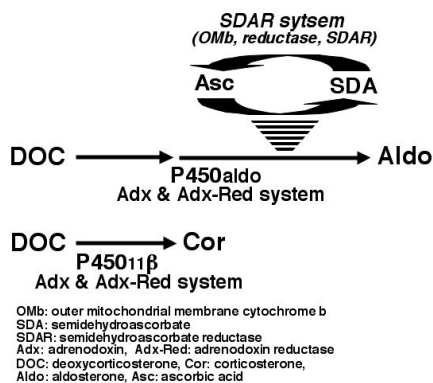 SDAR sytsem
(OMb, reductase, SDAR)
Asc SDA
DOC Aldo
P450aldo
Adx & Adx-Red system
DOC Cor
P45011β
Adx & Adx-Red system
OMb: outer mitochondrial membrane cytochrome b
SDA: semidehydroascorbate
SDAR: semidehydroascorbate reductase
Adx: adrenodoxin, Adx-Red: adrenodoxin reductase
DOC: deoxycorticosterone, Cor: corticosterone,
Aldo: aldosterone, Asc: ascorbic acid